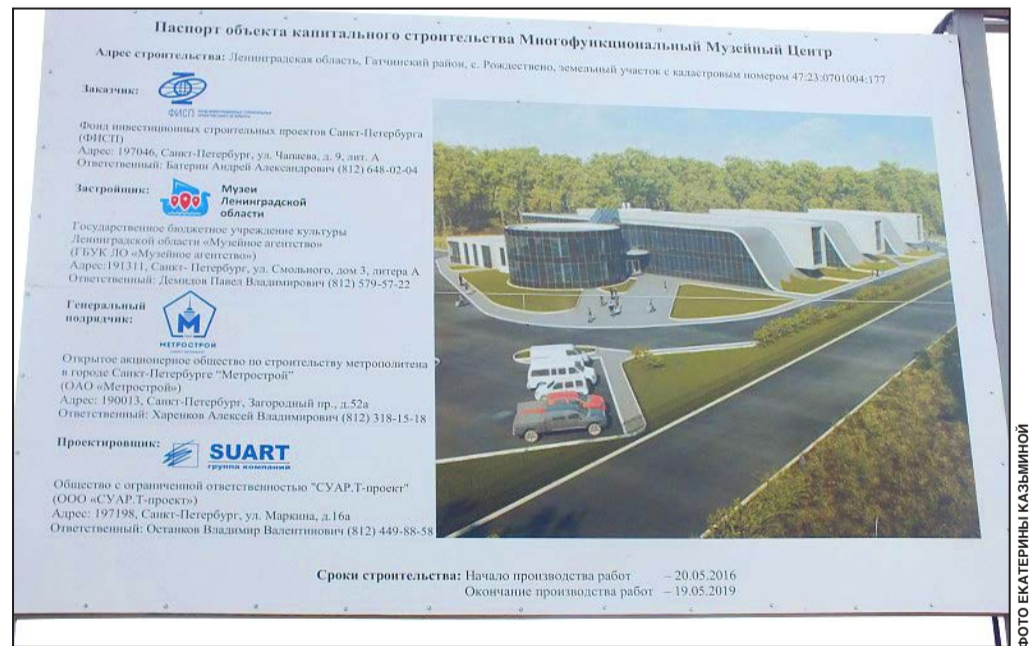 Паспорт объекта капитального строительства Многофункциональный Музейный Центр
Адрес строительства: Ленинградская область, Гатчинский район, с. Рождествено, земельный участок с кадастровым номером 47:23:0701004:177
Заказчик:
ФИСП
Фонд инвестиционных строительных проектов Санкт-Петербурга
(ФИСП)
Адрес: 197046, Санкт-Петербург, ул. Чапаева, д. 9, лит. А
Ответственный: Батерин Андрей Александрович (812) 648-02-04
Застройщик:
Музеи
Ленинградской
области
Государственное бюджетное учреждение культуры
Ленинградской области «Музейное агентство»
(ГБУК ЛО «Музейное агентство»)
Адрес:191311, Санкт- Петербург, ул. Смольного, дом 3, литера А
Ответственный: Демидов Павел Владимирович (812) 579-57-22
Генеральный
подрядчик:
М
МЕТРОСТРОЙ
Открытое акционерное общество по строительству метрополитена
в городе Санкт-Петербурге "Метрострой"
(ОАО «Метрострой»)
Адрес: 190013, Санкт-Петербург, Загородный пр., д.52а
Ответственный: Харенков Алексей Владимирович (812) 318-15-18
Проектировщик:
SUART
группа компаний
Общество с ограниченной ответственностью "СУАР.Т-проект"
(ООО «СУАР.Т-проект»)
Адрес: 197198, Санкт-Петербург, ул. Маркина, д.16а
Ответственный: Останков Владимир Валентинович (812) 449-88-58
Сроки строительства: Начало производства работ – 20.05.2016
Окончание производства работ – 19.05.2019
ФОТО ЕКАТЕРИНЫ КАЗЬМИНОЙ